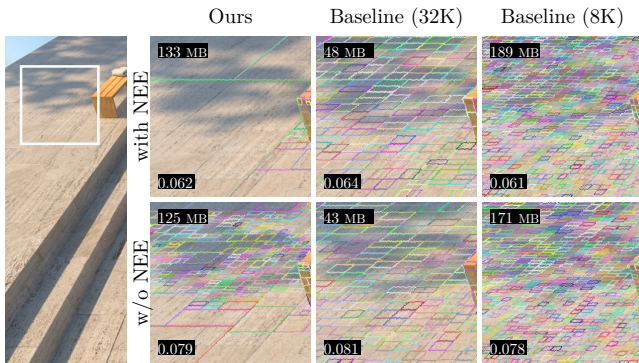 Ours Baseline (32K) Baseline (8K)
with NEE
133 MB 48 MB 189 MB
0.062 0.064 0.061
w/o NEE
125 MB 43 MB 171 MB
0.079 0.081 0.078